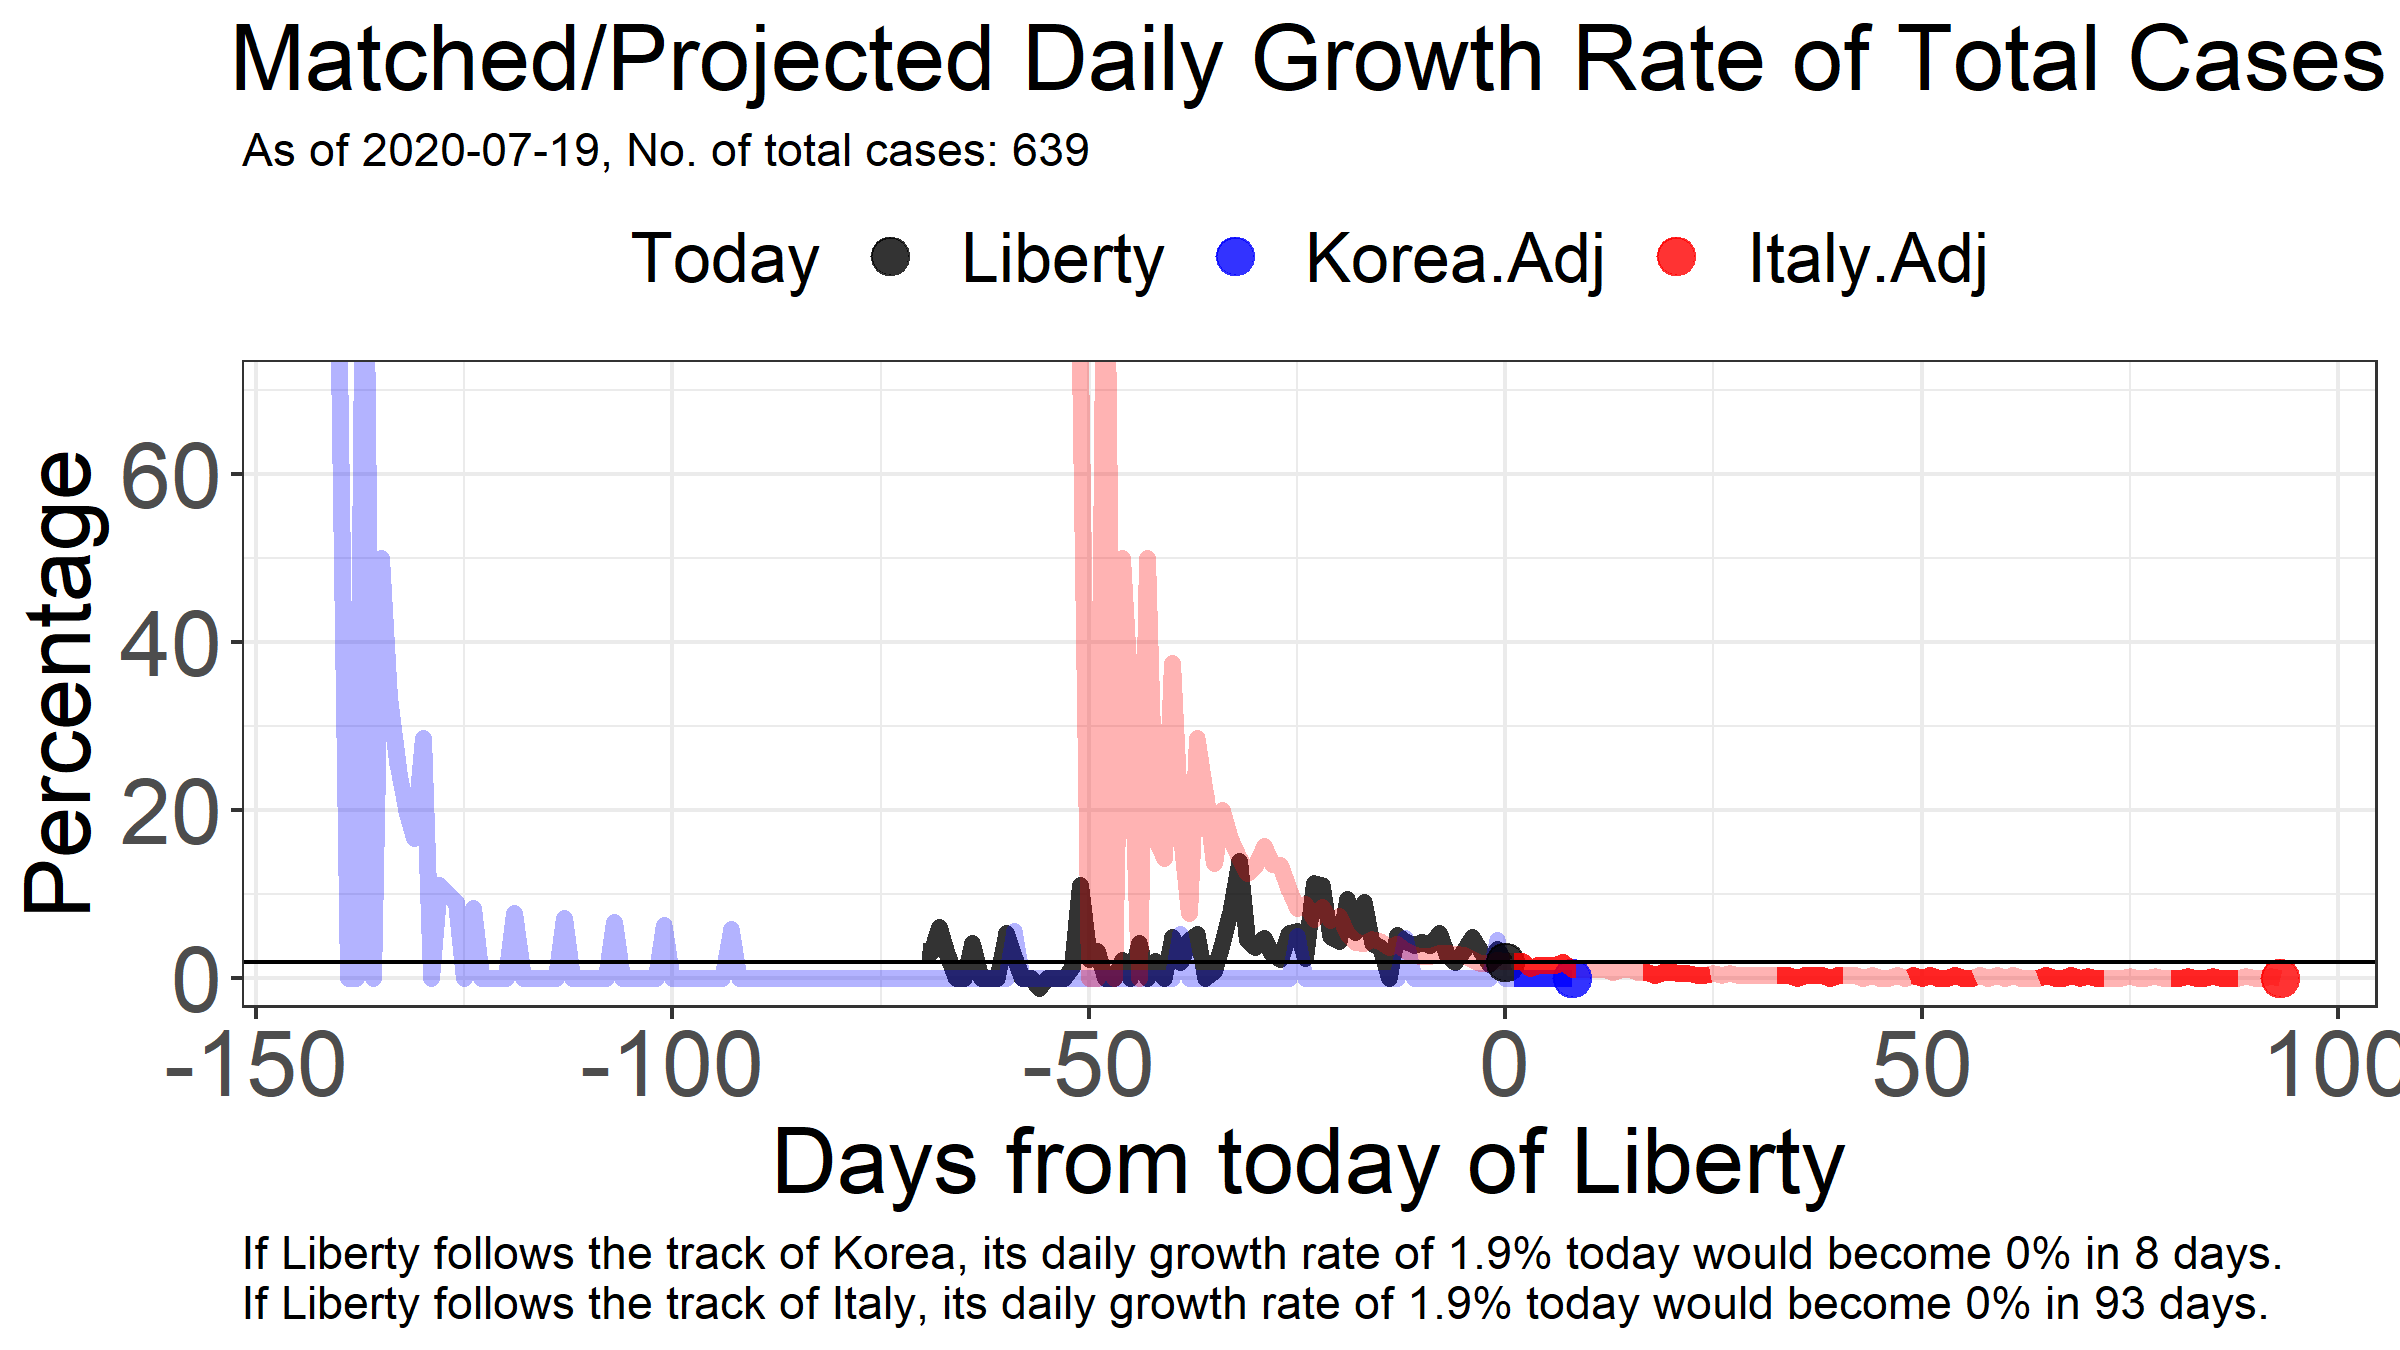 Matched/Projected Daily Growth Rate of Total Cases
As of 2020-07-19, No. of total cases: 639
Today Liberty Korea.Adj Italy.Adj
Percentage
60
40
20
0
-150 -100 -50 0 50 100
Days from today of Liberty
If Liberty follows the track of Korea, its daily growth rate of 1.9% today would become 0% in 8 days.
If Liberty follows the track of Italy, its daily growth rate of 1.9% today would become 0% in 93 days.